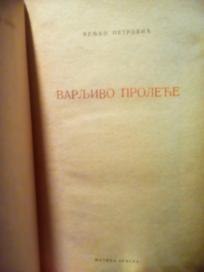 ВЕЉКО ПЕТРОВИЋ
ВАРЉИВО ПРОЛЕЋЕ
МАТИЦА СРПСКА